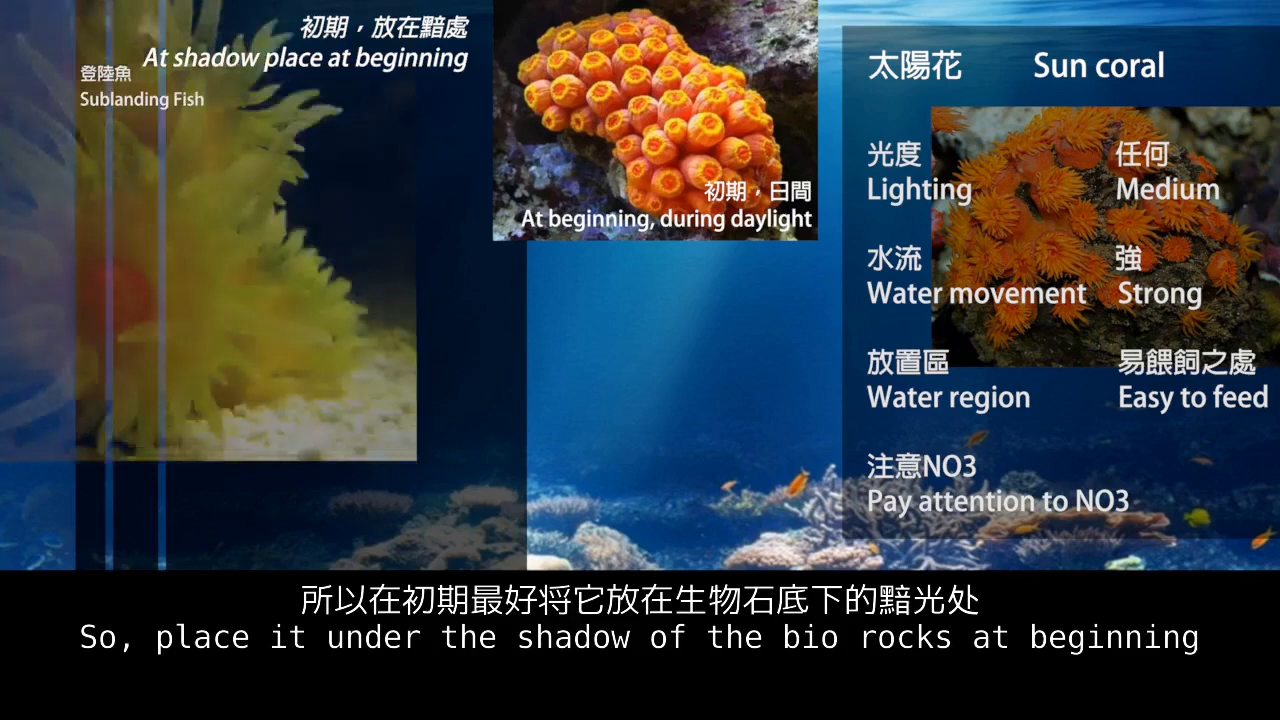 初期，放在黯處
At shadow place at beginning
登陸魚
Sublanding Fish
初期，日間
At beginning, during daylight
太陽花 Sun coral
光度 任何
Lighting Medium
水流 強
Water movement Strong
放置區 易餵飼之處
Water region Easy to feed
注意NO3
Pay attention to NO3
所以在初期最好将它放在生物石底下的黯光处
So, place it under the shadow of the bio rocks at beginning